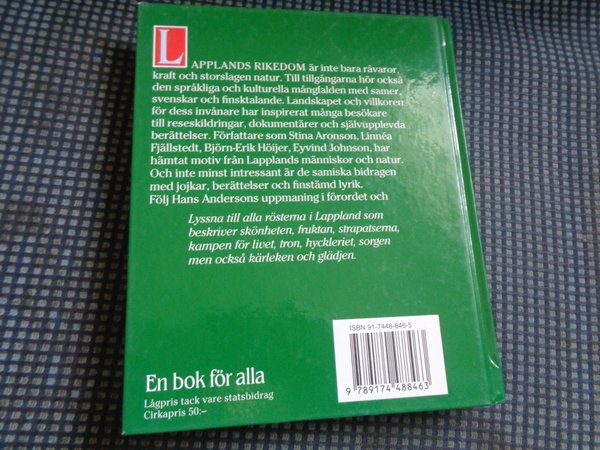 LAPPLANDS RIKEDOM är inte bara råvaror,
kraft och storslagen natur. Till tillgångarna hör också
den språkliga och kulturella mångfalden med samer,
svenskar och finsktalande. Landskapet och villkoren
för dess invånare har inspirerat många besökare
till reseskildringar, dokumentärer och självupplevda
berättelser. Författare som Stina Aronson, Linnéa
Fjällstedt, Björn-Erik Höijer, Eyvind Johnson, har
hämtat motiv från Lapplands människor och natur.
Och inte minst intressant är de samiska bidragen
med jojkar, berättelser och finstämd lyrik.
Följ Hans Andersons uppmaning i förordet och
Lyssna till alla rösterna i Lappland som
beskriver skönheten, fruktan, strapatserna,
kampen för livet, tron, hyckleriet, sorgen
men också kärleken och glädjen.
ISBN 91-7448-846-5
9 789174 488463
En bok för alla
Lågpris tack vare statsbidrag
Cirkapris 50:–